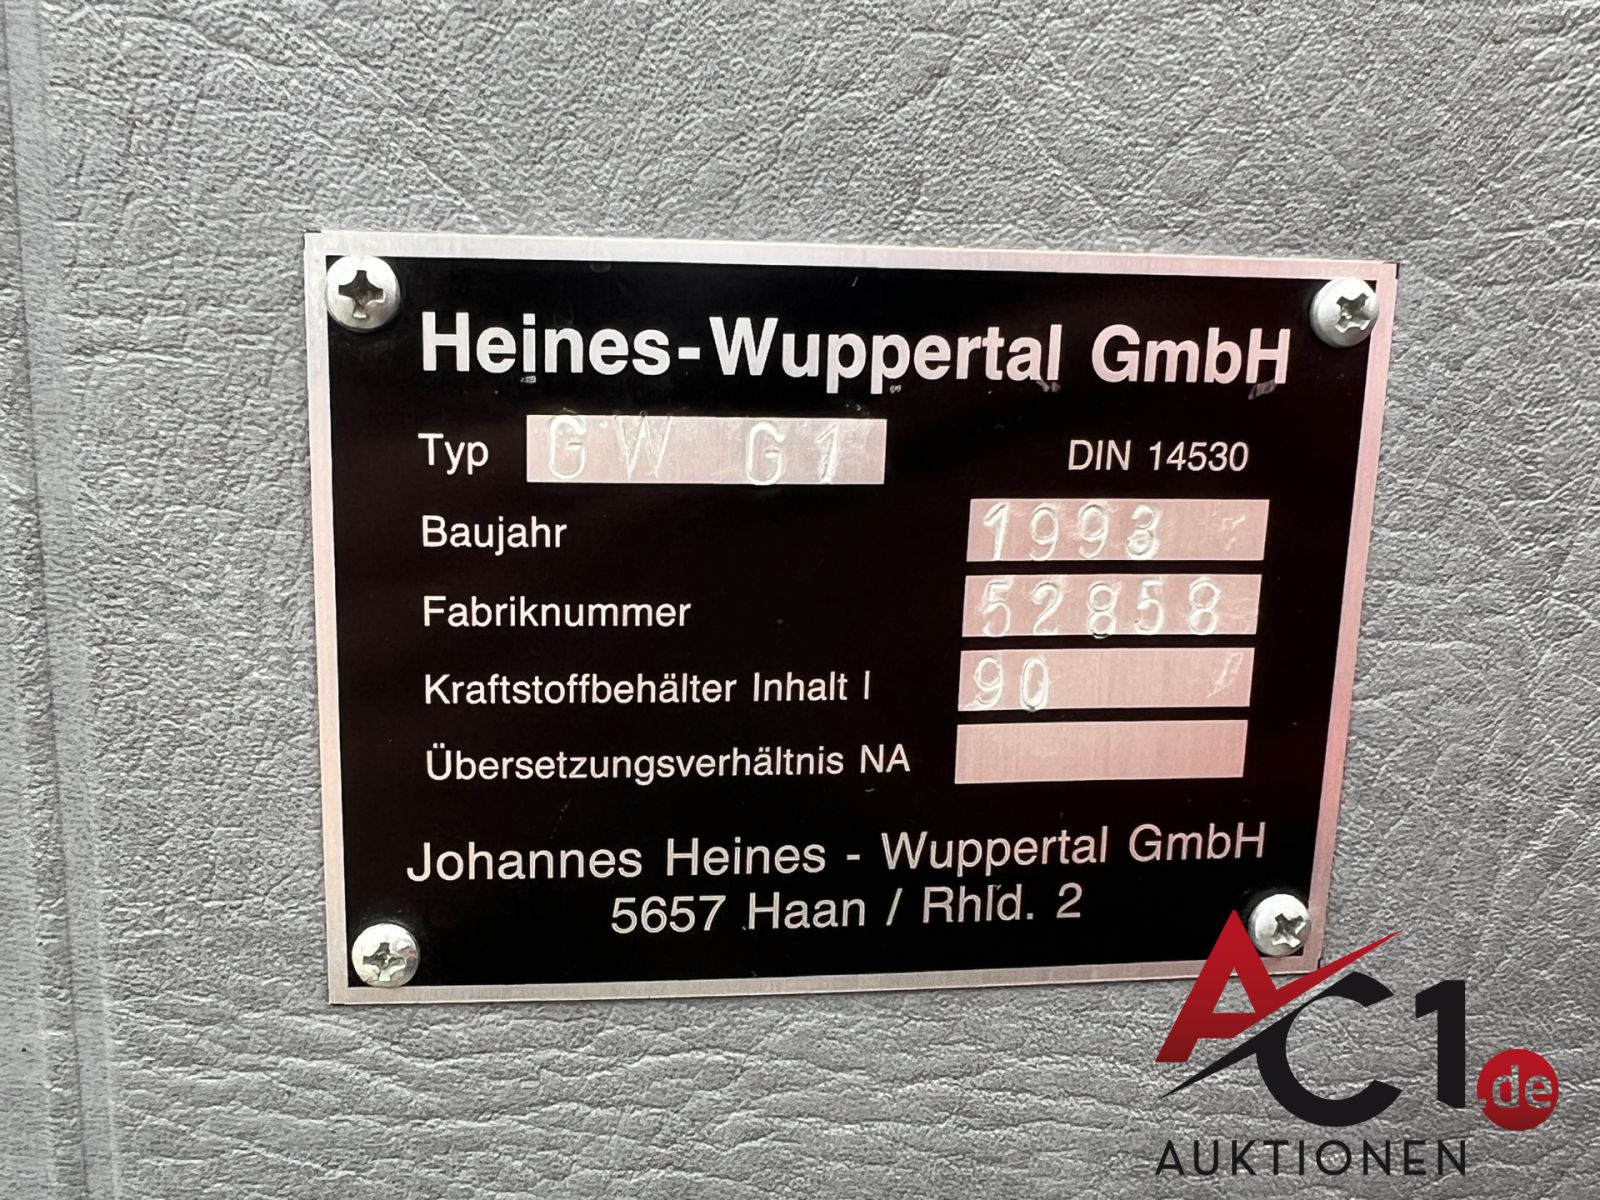 Heines-Wuppertal GmbH
Typ GW G1 DIN 14530
Baujahr 1993
Fabriknummer 52858
Kraftstoffbehälter Inhalt l 90
Übersetzungsverhältnis NA
Johannes Heines - Wuppertal GmbH
5657 Haan / Rhld. 2
AC1.de
AUKTIONEN